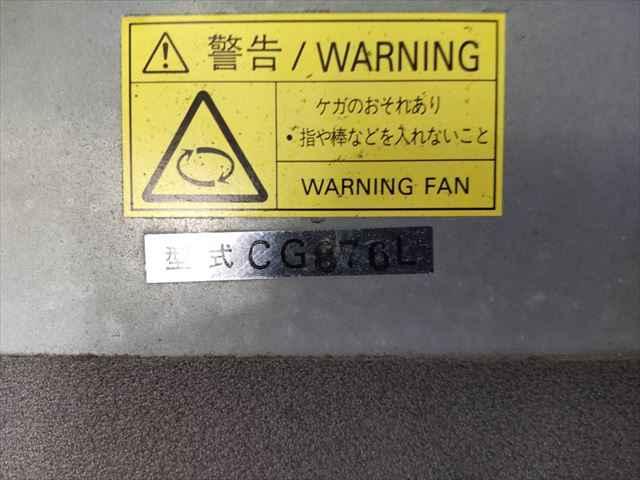 警告 / WARNING
ケガのおそれあり
・指や棒などを入れないこと
WARNING FAN
型式 CG876L